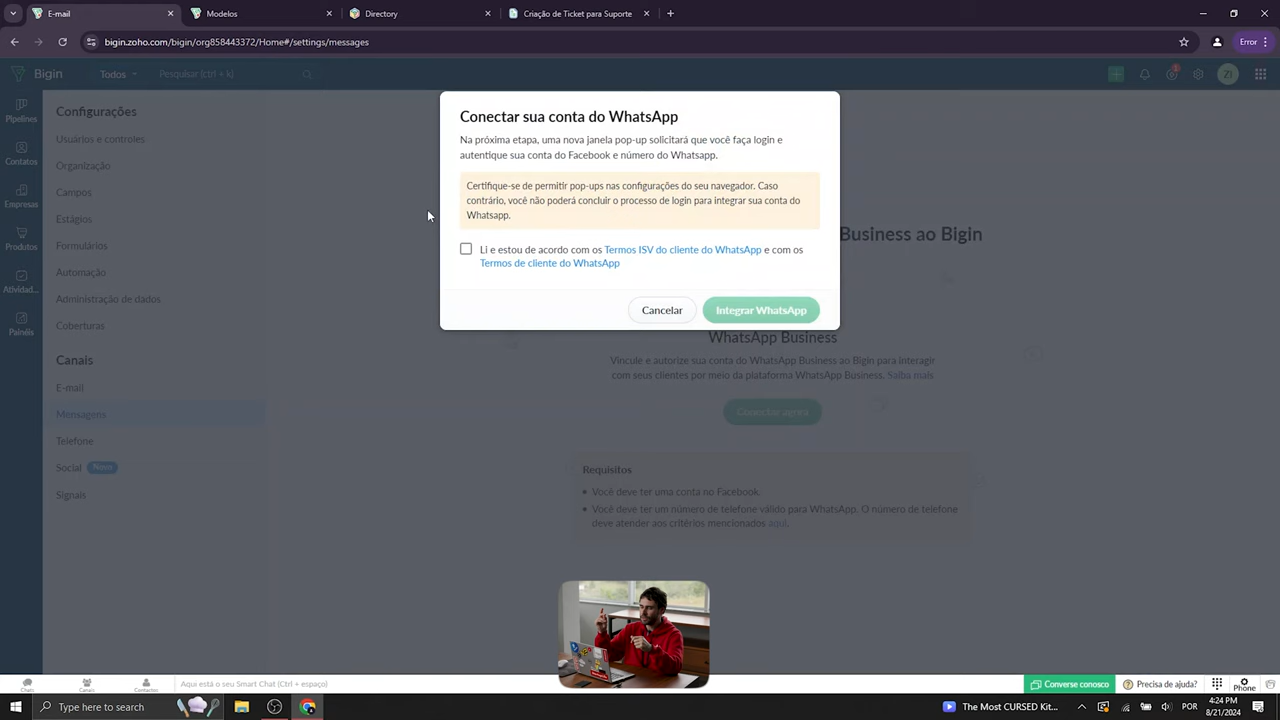 E-mail
Modelos
Directory
Criação de Ticket para Suporte
bigin.zoho.com/bigin/org858443372/Home#/settings/messages
Error
Bigin
Todos
Pesquisar (ctrl + k)
1
ZI
Pipelines
Contatos
Empresas
Produtos
Atividad...
Painéis
Configurações
Usuários e controles
Organização
Campos
Estágios
Formulários
Automação
Administração de dados
Coberturas
Canais
E-mail
Mensagens
Telefone
Social Novo
Signals
Conectar sua conta do WhatsApp
Na próxima etapa, uma nova janela pop-up solicitará que você faça login e
autentique sua conta do Facebook e número do Whatsapp.
Certifique-se de permitir pop-ups nas configurações do seu navegador. Caso
contrário, você não poderá concluir o processo de login para integrar sua conta do
Whatsapp.
Li e estou de acordo com os Termos ISV do cliente do WhatsApp e com os
Termos de cliente do WhatsApp
Cancelar
Integrar WhatsApp
Business ao Bigin
WhatsApp Business
Vincule e autorize sua conta do WhatsApp Business ao Bigin para interagir
com seus clientes por meio da plataforma WhatsApp Business. Saiba mais
Conectar agora
Requisitos
Você deve ter uma conta no Facebook.
Você deve ter um número de telefone válido para WhatsApp. O número de telefone
deve atender aos critérios mencionados aqui.
Chats
Canais
Contactos
Aqui está o seu Smart Chat (Ctrl + espaço)
Converse conosco
Precisa de ajuda?
Phone
Type here to search
The Most CURSED Kit...
POR
4:24 PM
8/21/2024